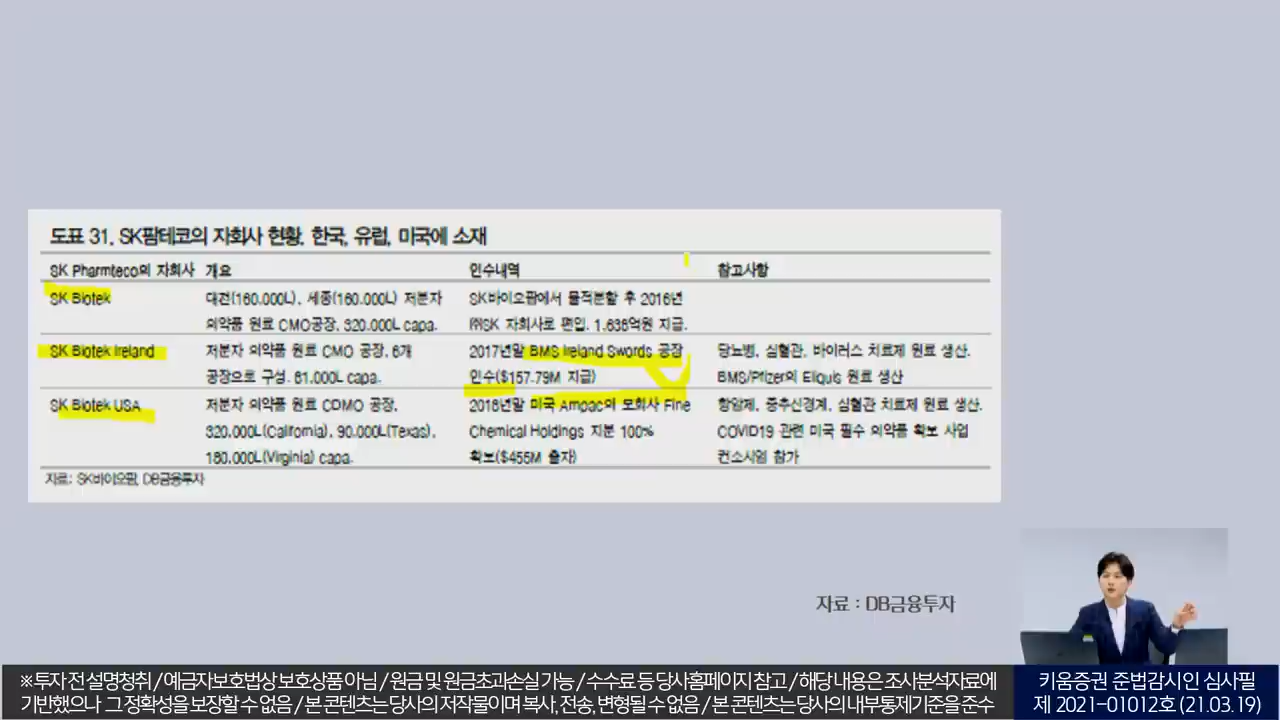 도표 31. SK팜테코의 자회사 현황. 한국, 유럽, 미국에 소재
SK Pharmteco의 자회사 개요 인수내역 참고사항
SK Biotek 대전(160.000L), 세종(160.000L) 저분자 SK바이오팜에서 물적분할 후 2016년
의약품 원료 CMO공장, 320.000L capa. ㈜SK 자회사로 편입. 1,638억원 지급.
SK Biotek Ireland 저분자 의약품 원료 CMO 공장, 6개 2017년말 BMS Ireland Swords 공장 당뇨병, 심혈관, 바이러스 치료제 원료 생산.
공장으로 구성. 81.000L capa. 인수($157.79M 지급) BMS/Pfizer의 Eliquis 원료 생산
SK Biotek USA 저분자 의약품 원료 CDMO 공장, 2018년말 미국 Ampac의 모회사 Fine 항암제, 중추신경계, 심혈관 치료제 원료 생산.
320.000L(California), 90.000L(Texas), Chemical Holdings 지분 100% COVID19 관련 미국 필수 의약품 확보 사업
180.000L(Virginia) capa. 확보($455M 출자) 컨소시엄 참가
자료: SK바이오팜, DB금융투자
자료 : DB금융투자
※ 투자 전 설명청취 / 예금자보호법상 보호상품 아님 / 원금 및 원금초과손실 가능 / 수수료 등 당사홈페이지 참고 / 해당 내용은 조사분석자료에
기반했으나 그 정확성을 보장할 수 없음 / 본 콘텐츠는 당사의 저작물이며 복사, 전송, 변형될 수 없음 / 본 콘텐츠는 당사의 내부통제기준을 준수
키움증권 준법감시인 심사필
제 2021-01012호 (21.03.19)